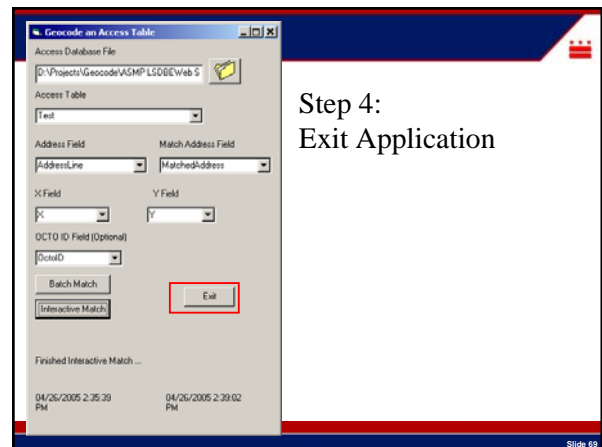 Geocode an Access Table
Access Database File
D:\Projects\Geocode\ASMP LSDBEWeb S
Access Table
Test
Address Field
Match Address Field
AddressLine
MatchedAddress
X Field
Y Field
X
Y
OCTO ID Field (Optional)
OctoID
Batch Match
Interactive Match
Exit
Finished Interactive Match ...
04/26/2005 2:35:39
PM
04/26/2005 2:39:02
PM
Step 4:
Exit Application
Slide 69